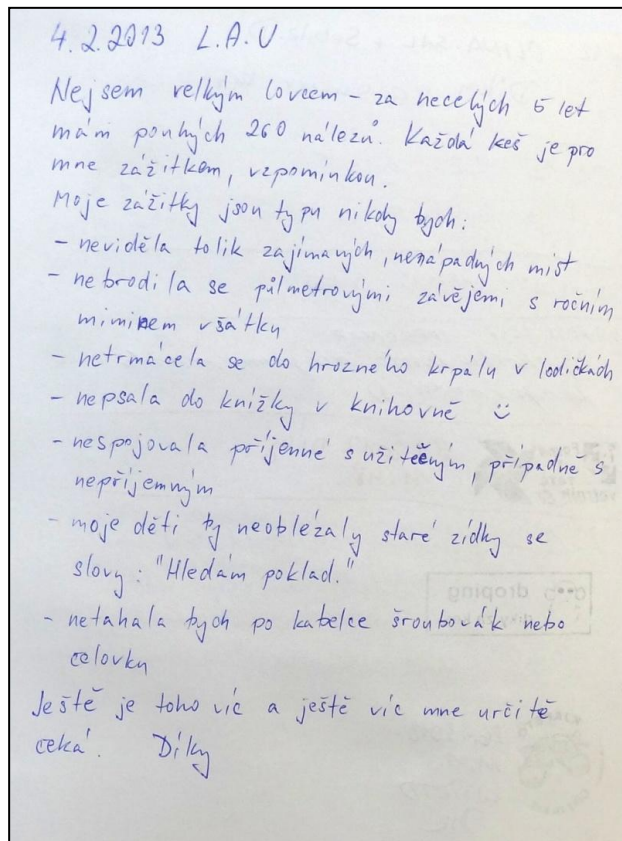 4.2.2013 L.A.U
Nejsem velkým lovcem – za necelých 5 let
mám pouhých 260 nálezů. Každá keš je pro
mne zážitkem, vzpomínkou.
Moje zážitky jsou typu nikdy bych:
- neviděla tolik zajímavých, nenápadných míst
- nebrodila se půlmetrovými závějemi s ročním
miminem v šátku
- netrmácela se do hrozného krpálu v lodičkách
- nepsala do knížky v knihovně ü
- nespojovala příjemné s užitečným, případně s
nepříjemným
- moje děti by neoblézaly staré zídky se
slovy: "Hledám poklad."
- netahala bych po kabelce šroubovák nebo
čelovku
Ještě je toho víc a ještě víc mne určitě
čeká. Díky
droping